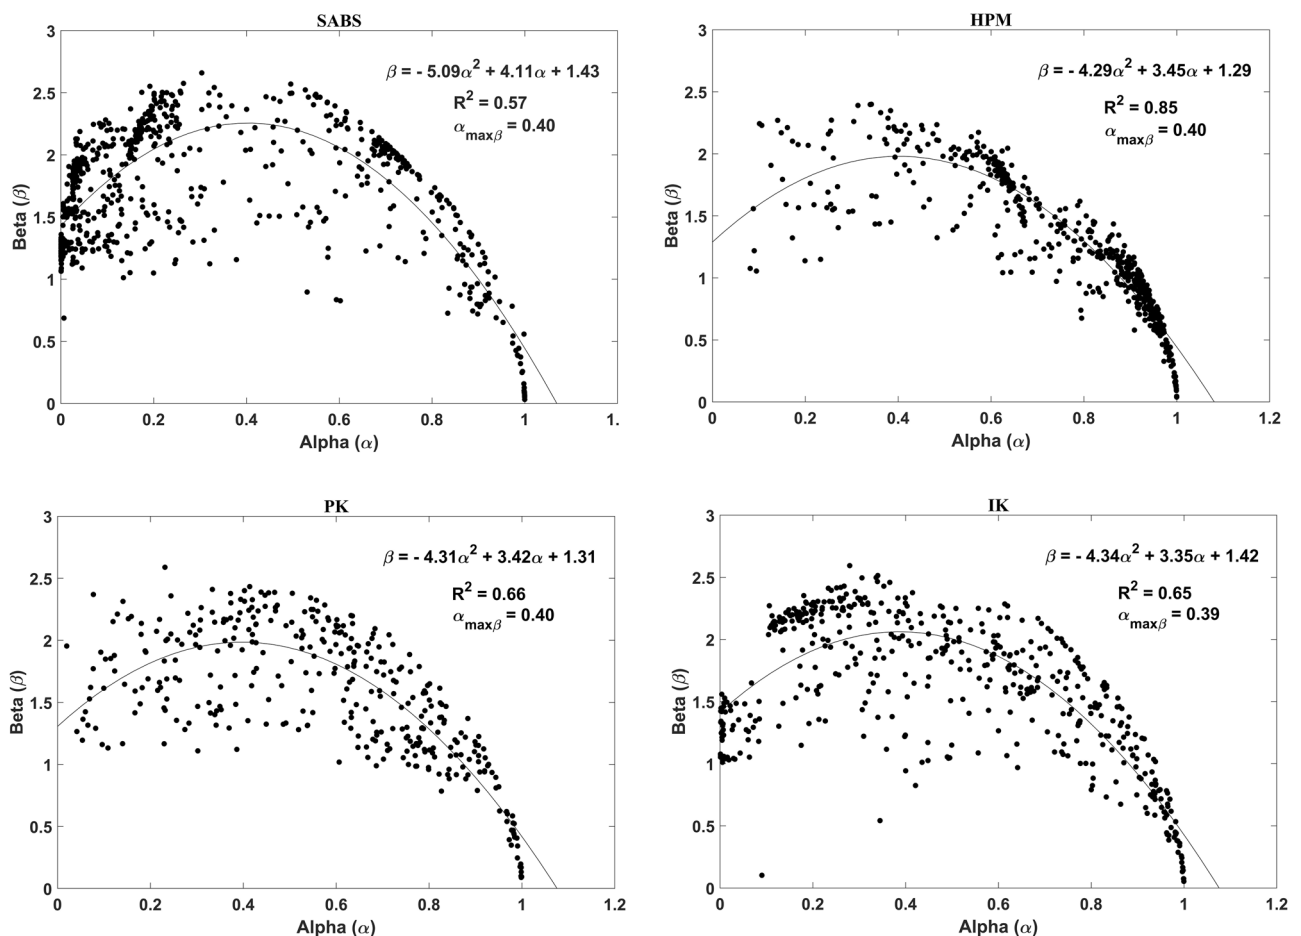 SABS
β = - 5.09α² + 4.11α + 1.43
R² = 0.57
α_maxβ = 0.40
3
2.5
2
1.5
1
0.5
0
Beta (β)
0 0.2 0.4 0.6 0.8 1 1.
Alpha (α)
HPM
β = - 4.29α² + 3.45α + 1.29
R² = 0.85
α_maxβ = 0.40
3
2.5
2
1.5
1
0.5
0
Beta (β)
0 0.2 0.4 0.6 0.8 1 1.2
Alpha (α)
PK
β = - 4.31α² + 3.42α + 1.31
R² = 0.66
α_maxβ = 0.40
3
2.5
2
1.5
1
0.5
0
Beta (β)
0 0.2 0.4 0.6 0.8 1 1.2
Alpha (α)
IK
β = - 4.34α² + 3.35α + 1.42
R² = 0.65
α_maxβ = 0.39
3
2.5
2
1.5
1
0.5
0
Beta (β)
0 0.2 0.4 0.6 0.8 1 1.2
Alpha (α)